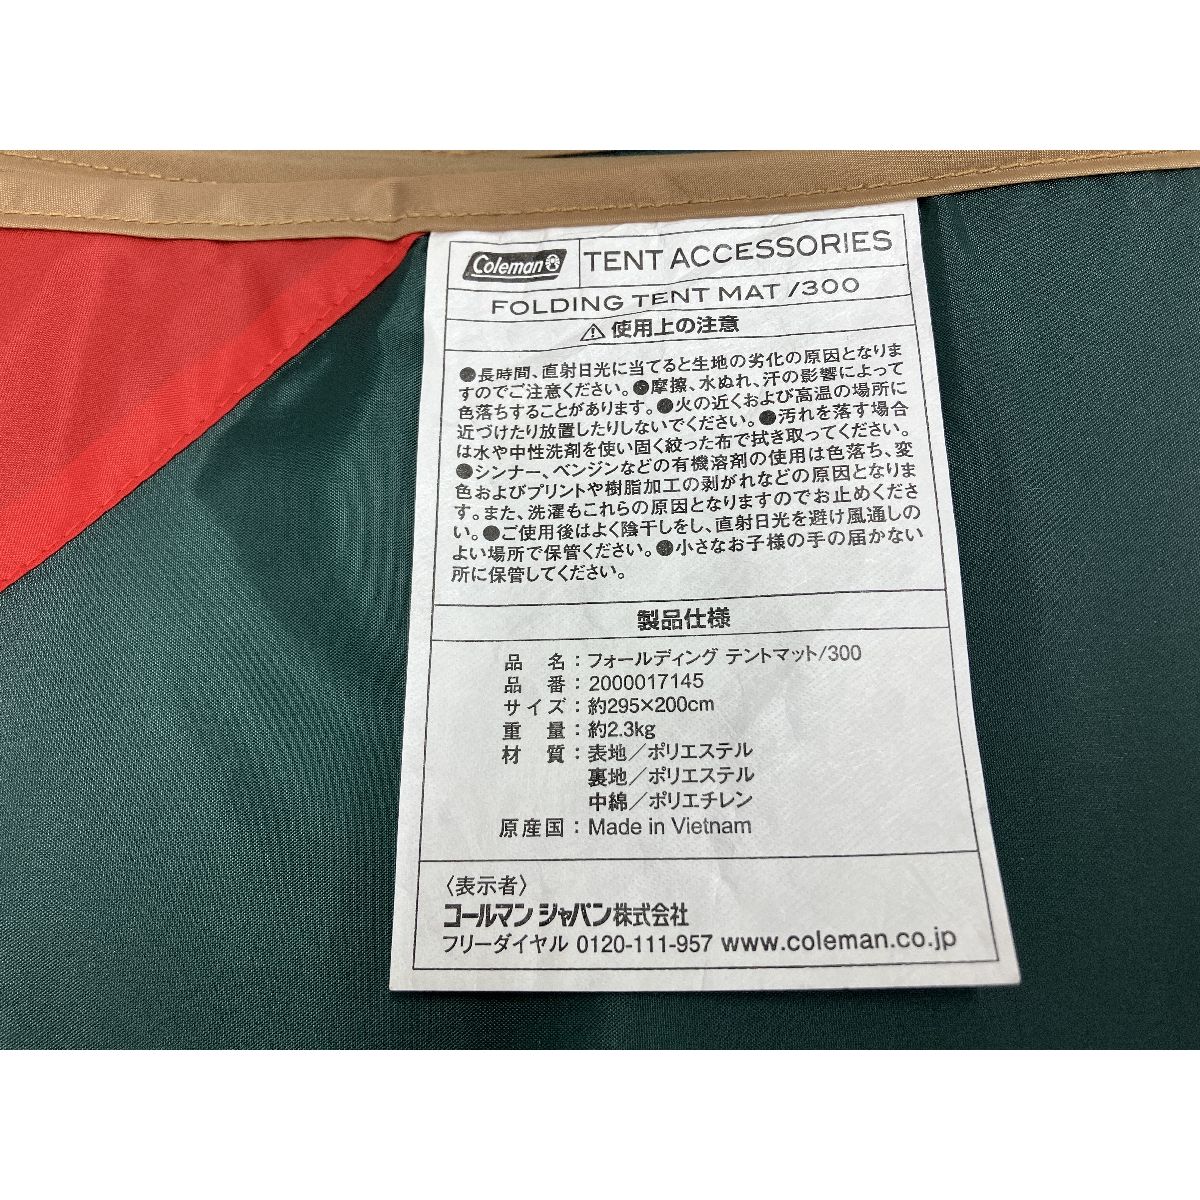 Coleman TENT ACCESSORIES
FOLDING TENT MAT /300
⚠使用上の注意
●長時間、直射日光に当てると生地の劣化の原因となりま
すのでご注意ください。●摩擦、水ぬれ、汗の影響によって
色落ちすることがあります。●火の近くおよび高温の場所に
近づけたり放置したりしないでください。●汚れを落す場合
は水や中性洗剤を使い固く絞った布で拭き取ってください。
●シンナー、ベンジンなどの有機溶剤の使用は色落ち、変
色およびプリントや樹脂加工の剥がれなどの原因となりま
す。また、洗濯もこれらの原因となりますのでお止めくださ
い。●ご使用後はよく陰干しをし、直射日光を避け風通しの
よい場所で保管ください。●小さなお子様の手の届かない
所に保管してください。
製品仕様
品名：フォールディング テントマット/300
品番：2000017145
サイズ：約295×200cm
重量：約2.3kg
材質：表地／ポリエステル
裏地／ポリエステル
中綿／ポリエチレン
原産国：Made in Vietnam
〈表示者〉
コールマン ジャパン株式会社
フリーダイヤル 0120-111-957 www.coleman.co.jp